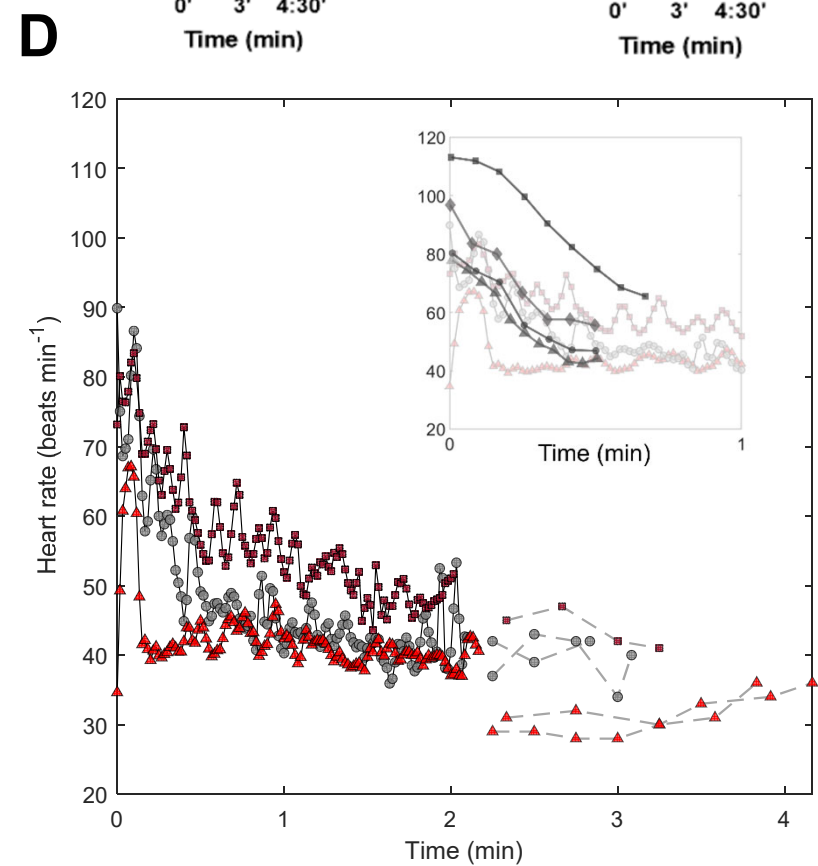 0' 3' 4:30' 0' 3' 4:30'
Time (min) Time (min)
D
120
110
100
90
80
70
60
50
40
30
20
0 1 2 3 4
Time (min)
Heart rate (beats min-1)
120
100
80
60
40
20
0 1
Time (min)